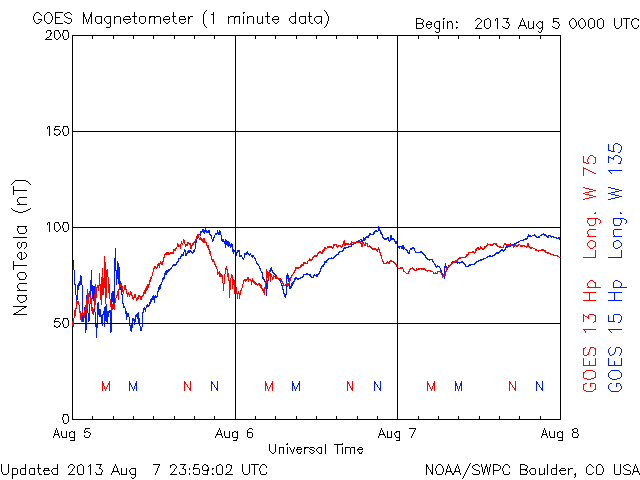 GOES Magnetometer (1 minute data)
Begin: 2013 Aug 5 0000 UTC
200
150
100
50
0
NanoTesla (nT)
M M N N M M N N M M N N
Aug 5 Aug 6 Aug 7 Aug 8
Universal Time
GOES 13 Hp Long. W 75
GOES 15 Hp Long. W 135
Updated 2013 Aug 7 23:59:02 UTC
NOAA/SWPC Boulder, CO USA